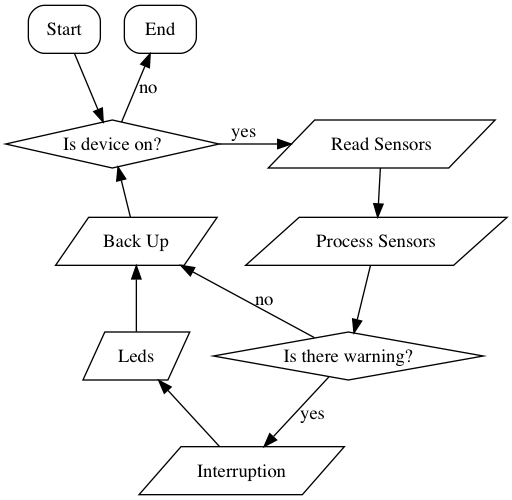 Start
End
no
Is device on?
yes
Read Sensors
Back Up
Process Sensors
no
Leds
Is there warning?
yes
Interruption